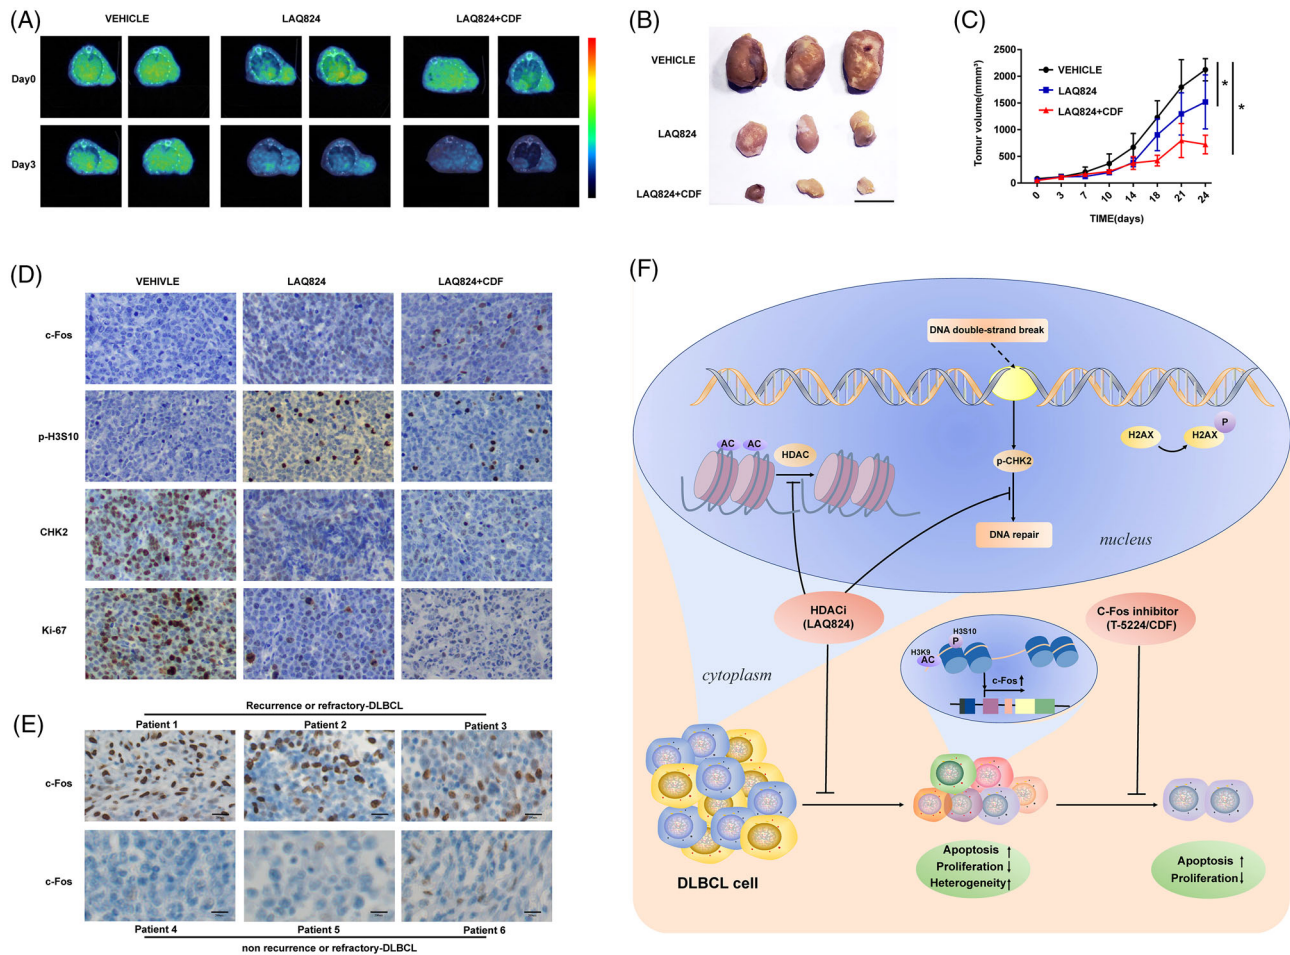 (A)
VEHICLE LAQ824 LAQ824+CDF
Day0
Day3
(B)
VEHICLE
LAQ824
LAQ824+CDF
(C)
Tomur volume(mm³)
2500
2000
1500
1000
500
0
VEHICLE
LAQ824
LAQ824+CDF
*
*
0 3 7 10 14 18 21 24
TIME(days)
(D)
VEHIVLE LAQ824 LAQ824+CDF
c-Fos
p-H3S10
CHK2
Ki-67
(E)
Recurrence or refractory-DLBCL
Patient 1 Patient 2 Patient 3
c-Fos
c-Fos
Patient 4 Patient 5 Patient 6
non recurrence or refractory-DLBCL
(F)
DNA double-strand break
AC AC
HDAC
p-CHK2
H2AX H2AX P
DNA repair
nucleus
HDACi
(LAQ824)
C-Fos inhibitor
(T-5224/CDF)
H3S10
P
H3K9
AC
c-Fos↑
cytoplasm
DLBCL cell
Apoptosis ↑
Proliferation↓
Heterogeneity↑
Apoptosis ↑
Proliferation↓